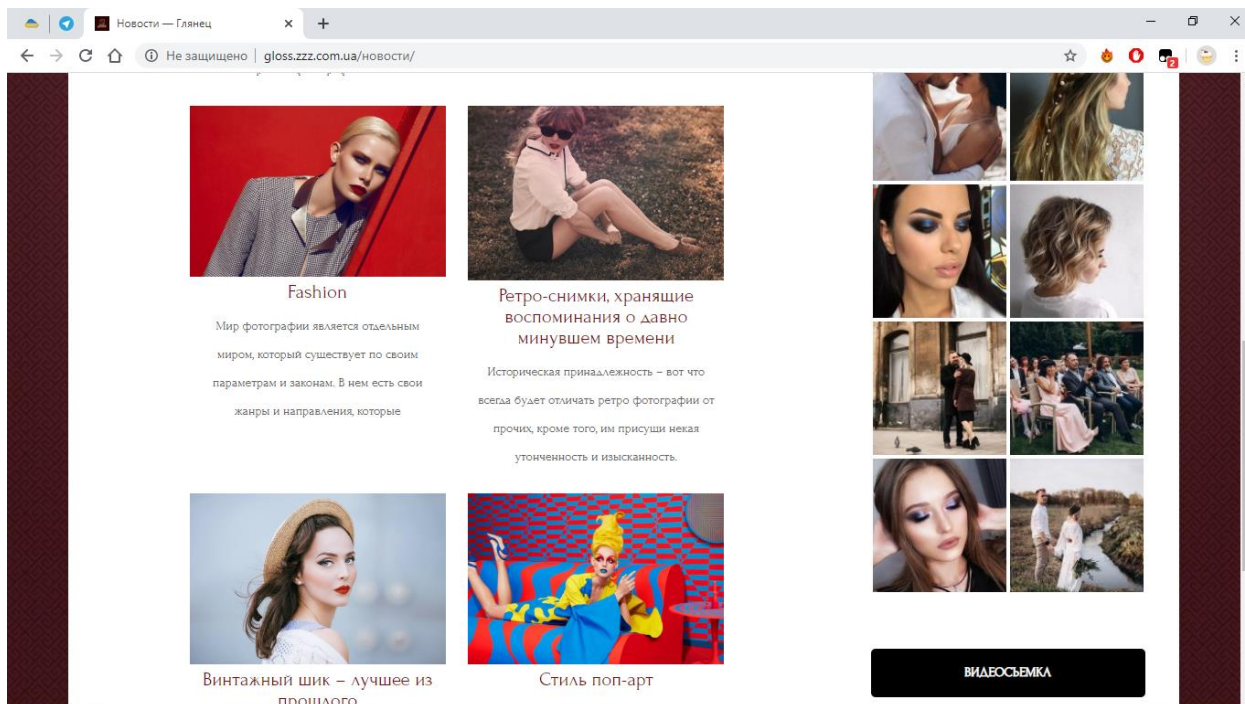 Новости — Глянец
Не защищено
gloss.zzz.com.ua/новости/
2
Fashion
Мир фотографии является отдельным
миром, который существует по своим
параметрам и законам. В нем есть свои
жанры и направления, которые
Ретро-снимки, хранящие
воспоминания о давно
минувшем времени
Историческая принадлежность – вот что
всегда будет отличать ретро фотографии от
прочих, кроме того, им присущи некая
утонченность и изысканность.
Винтажный шик – лучшее из
прошлого
Стиль поп-арт
ВИДЕОСЪЕМКА